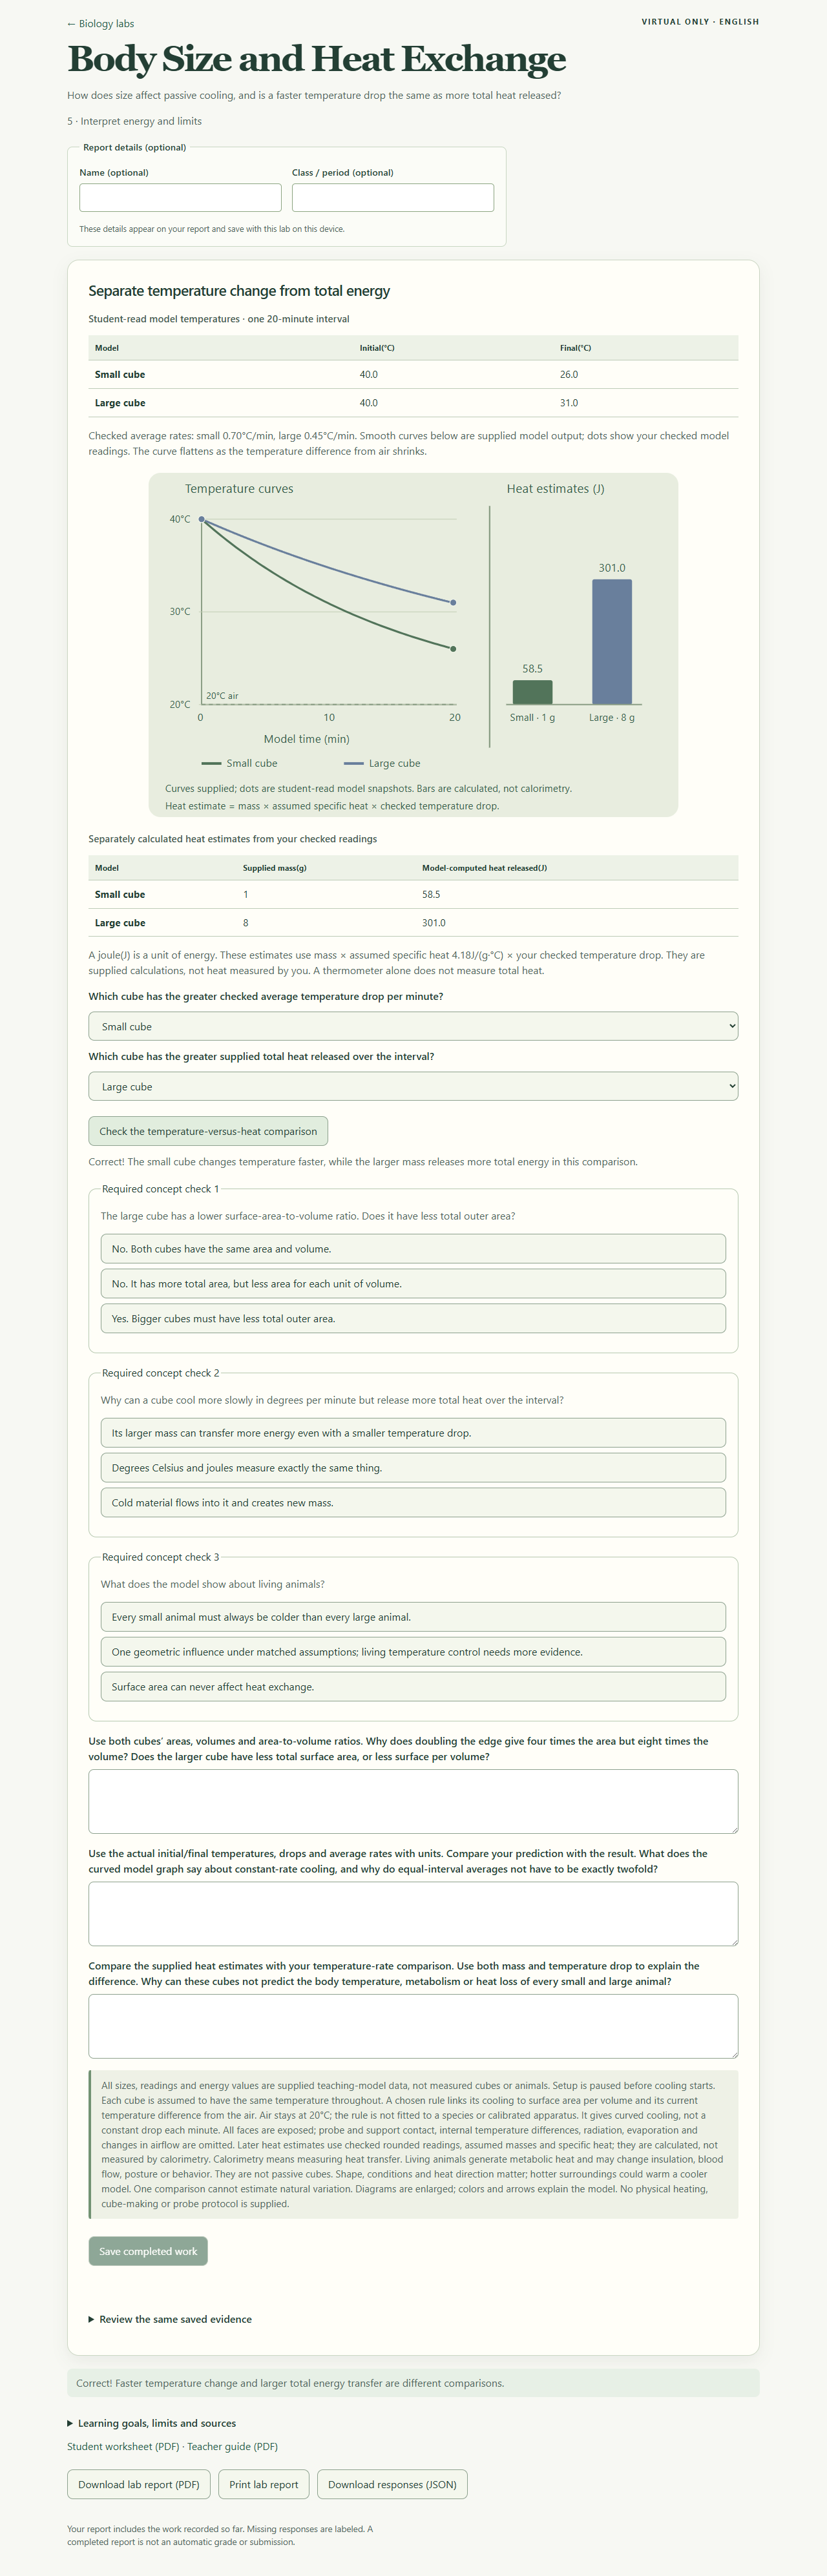 ← Biology labs
VIRTUAL ONLY · ENGLISH
Body Size and Heat Exchange
How does size affect passive cooling, and is a faster temperature drop the same as more total heat released?
5 · Interpret energy and limits
Report details (optional)
Name (optional)
Class / period (optional)
These details appear on your report and save with this lab on this device.
Separate temperature change from total energy
Student-read model temperatures · one 20-minute interval
Model Initial(°C) Final(°C)
Small cube 40.0 26.0
Large cube 40.0 31.0
Checked average rates: small 0.70°C/min, large 0.45°C/min. Smooth curves below are supplied model output; dots show your checked model
readings. The curve flattens as the temperature difference from air shrinks.
Temperature curves
Heat estimates (J)
40°C
30°C
20°C
20°C air
0 10 20
Model time (min)
Small cube Large cube
301.0
58.5
Small · 1 g Large · 8 g
Curves supplied; dots are student-read model snapshots. Bars are calculated, not calorimetry.
Heat estimate = mass × assumed specific heat × checked temperature drop.
Separately calculated heat estimates from your checked readings
Model Supplied mass(g) Model-computed heat released(J)
Small cube 1 58.5
Large cube 8 301.0
A joule(J) is a unit of energy. These estimates use mass × assumed specific heat 4.18J/(g·°C) × your checked temperature drop. They are
supplied calculations, not heat measured by you. A thermometer alone does not measure total heat.
Which cube has the greater checked average temperature drop per minute?
Small cube
Which cube has the greater supplied total heat released over the interval?
Large cube
Check the temperature-versus-heat comparison
Correct! The small cube changes temperature faster, while the larger mass releases more total energy in this comparison.
Required concept check 1
The large cube has a lower surface-area-to-volume ratio. Does it have less total outer area?
No. Both cubes have the same area and volume.
No. It has more total area, but less area for each unit of volume.
Yes. Bigger cubes must have less total outer area.
Required concept check 2
Why can a cube cool more slowly in degrees per minute but release more total heat over the interval?
Its larger mass can transfer more energy even with a smaller temperature drop.
Degrees Celsius and joules measure exactly the same thing.
Cold material flows into it and creates new mass.
Required concept check 3
What does the model show about living animals?
Every small animal must always be colder than every large animal.
One geometric influence under matched assumptions; living temperature control needs more evidence.
Surface area can never affect heat exchange.
Use both cubes’ areas, volumes and area-to-volume ratios. Why does doubling the edge give four times the area but eight times the
volume? Does the larger cube have less total surface area, or less surface per volume?
Use the actual initial/final temperatures, drops and average rates with units. Compare your prediction with the result. What does the
curved model graph say about constant-rate cooling, and why do equal-interval averages not have to be exactly twofold?
Compare the supplied heat estimates with your temperature-rate comparison. Use both mass and temperature drop to explain the
difference. Why can these cubes not predict the body temperature, metabolism or heat loss of every small and large animal?
All sizes, readings and energy values are supplied teaching-model data, not measured cubes or animals. Setup is paused before cooling starts.
Each cube is assumed to have the same temperature throughout. A chosen rule links its cooling to surface area per volume and its current
temperature difference from the air. Air stays at 20°C; the rule is not fitted to a species or calibrated apparatus. It gives curved cooling, not a
constant drop each minute. All faces are exposed; probe and support contact, internal temperature differences, radiation, evaporation and
changes in airflow are omitted. Later heat estimates use checked rounded readings, assumed masses and specific heat; they are calculated, not
measured by calorimetry. Calorimetry means measuring heat transfer. Living animals generate metabolic heat and may change insulation, blood
flow, posture or behavior. They are not passive cubes. Shape, conditions and heat direction matter; hotter surroundings could warm a cooler
model. One comparison cannot estimate natural variation. Diagrams are enlarged; colors and arrows explain the model. No physical heating,
cube-making or probe protocol is supplied.
Save completed work
▶ Review the same saved evidence
Correct! Faster temperature change and larger total energy transfer are different comparisons.
▶ Learning goals, limits and sources
Student worksheet (PDF) · Teacher guide (PDF)
Download lab report (PDF)
Print lab report
Download responses (JSON)
Your report includes the work recorded so far. Missing responses are labeled. A
completed report is not an automatic grade or submission.